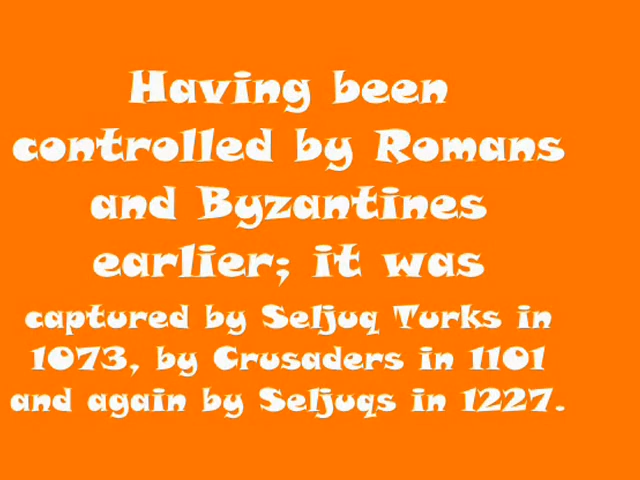 Having been
controlled by Romans
and Byzantines
earlier; it was
captured by Seljuq Turks in
1073, by Crusaders in 1101
and again by Seljuqs in 1227.